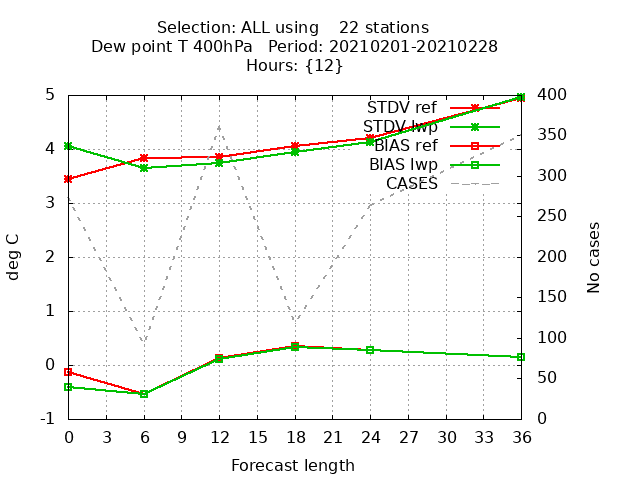 Selection: ALL using    22 stations
Dew point T 400hPa   Period: 20210201-20210228
Hours: {12}
STDV ref
STDV lwp
BIAS ref
BIAS lwp
CASES
deg C
5
4
3
2
1
0
-1
No cases
400
350
300
250
200
150
100
50
0
0 3 6 9 12 15 18 21 24 27 30 33 36
Forecast length